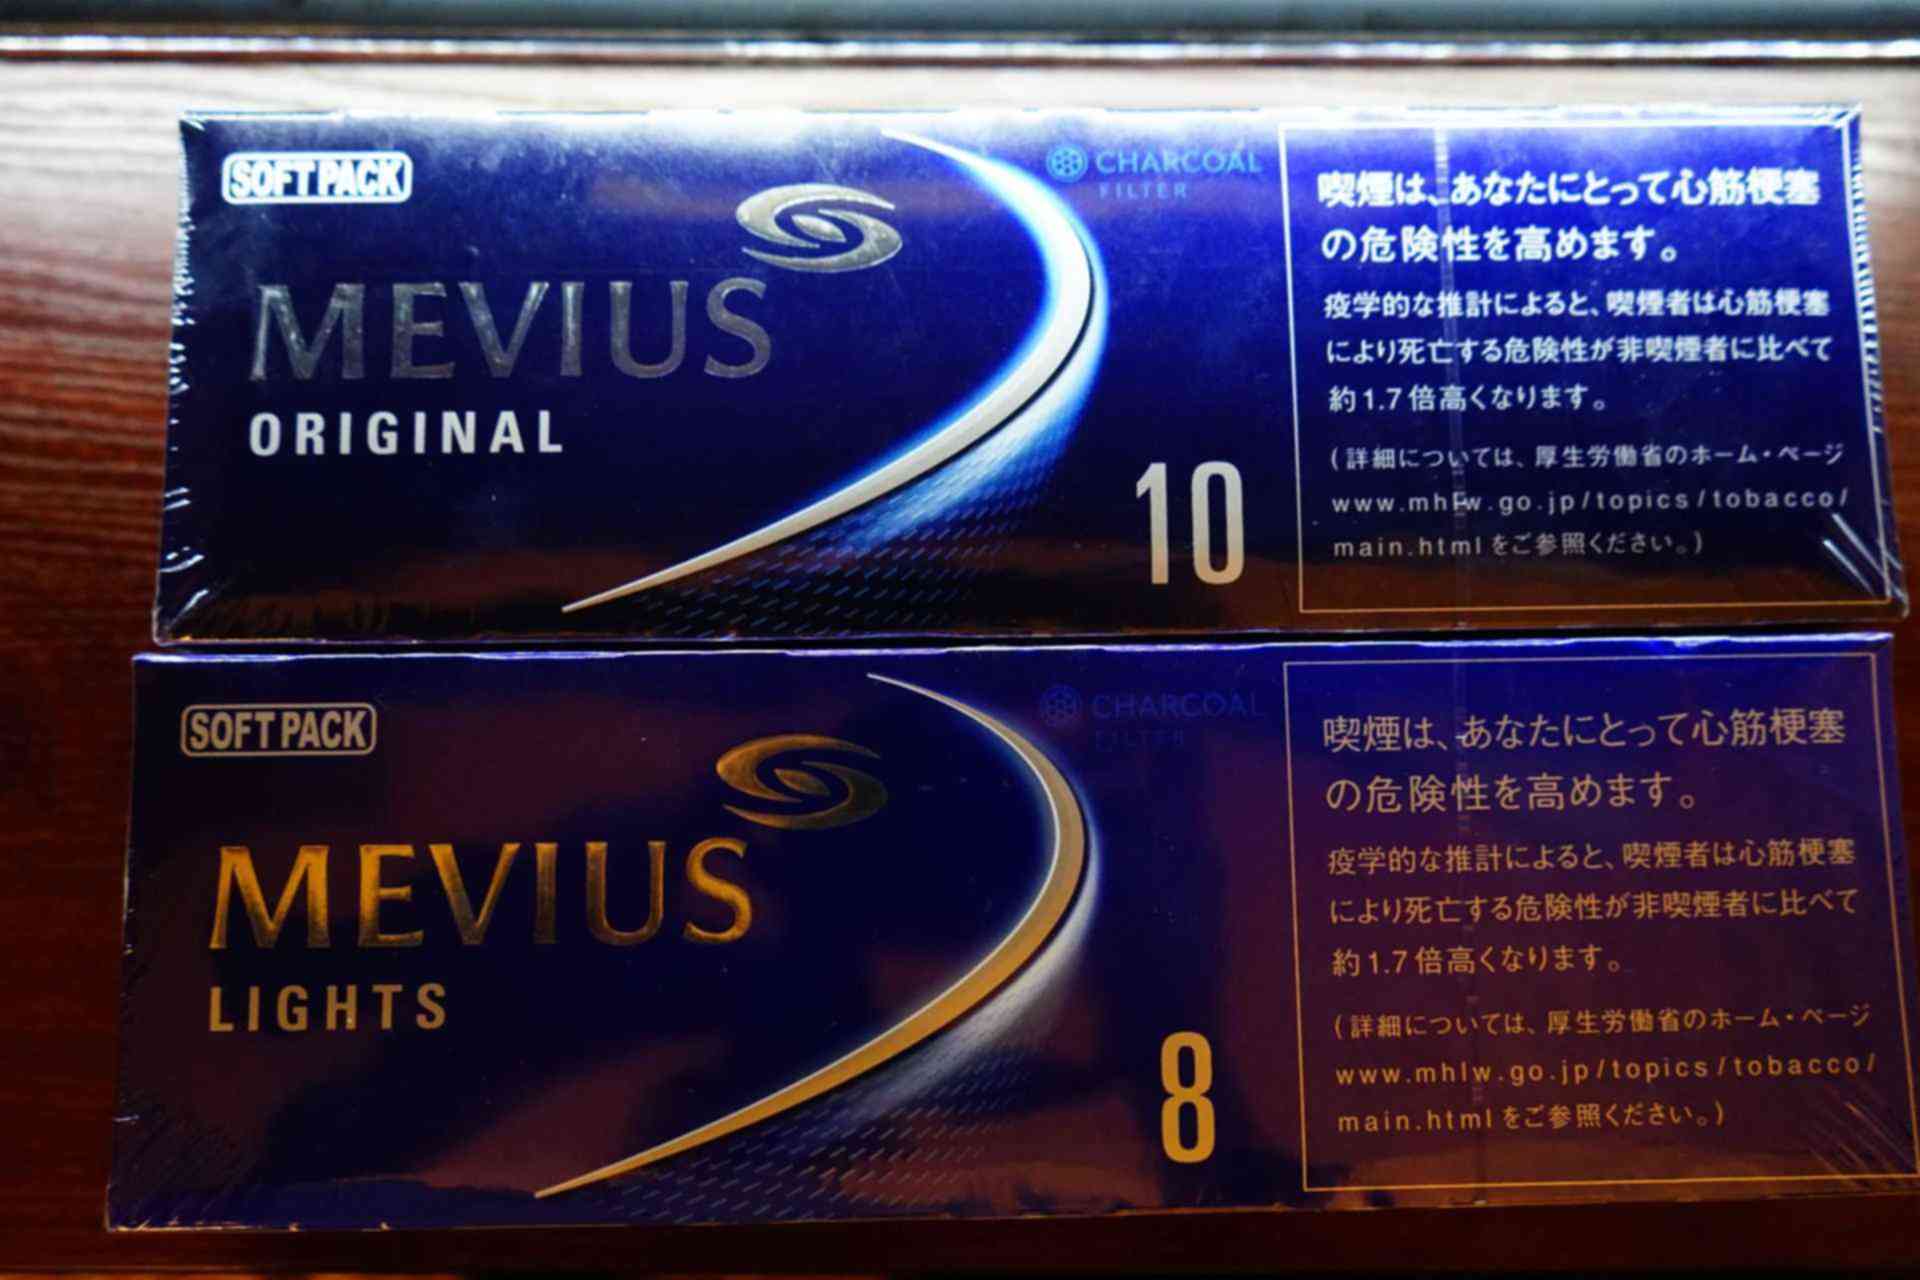 SOFT PACK
MEVIUS
ORIGINAL
CHARCOAL
FILTER
10
喫煙は、あなたにとって心筋梗塞
の危険性を高めます。
疫学的な推計によると、喫煙者は心筋梗塞
により死亡する危険性が非喫煙者に比べて
約1.7倍高くなります。
(詳細については、厚生労働省のホーム・ページ
www.mhlw.go.jp/topics/tobacco/
main.htmlをご参照ください。)
SOFT PACK
MEVIUS
LIGHTS
CHARCOAL
FILTER
8
喫煙は、あなたにとって心筋梗塞
の危険性を高めます。
疫学的な推計によると、喫煙者は心筋梗塞
により死亡する危険性が非喫煙者に比べて
約1.7倍高くなります。
(詳細については、厚生労働省のホーム・ページ
www.mhlw.go.jp/topics/tobacco/
main.htmlをご参照ください。)